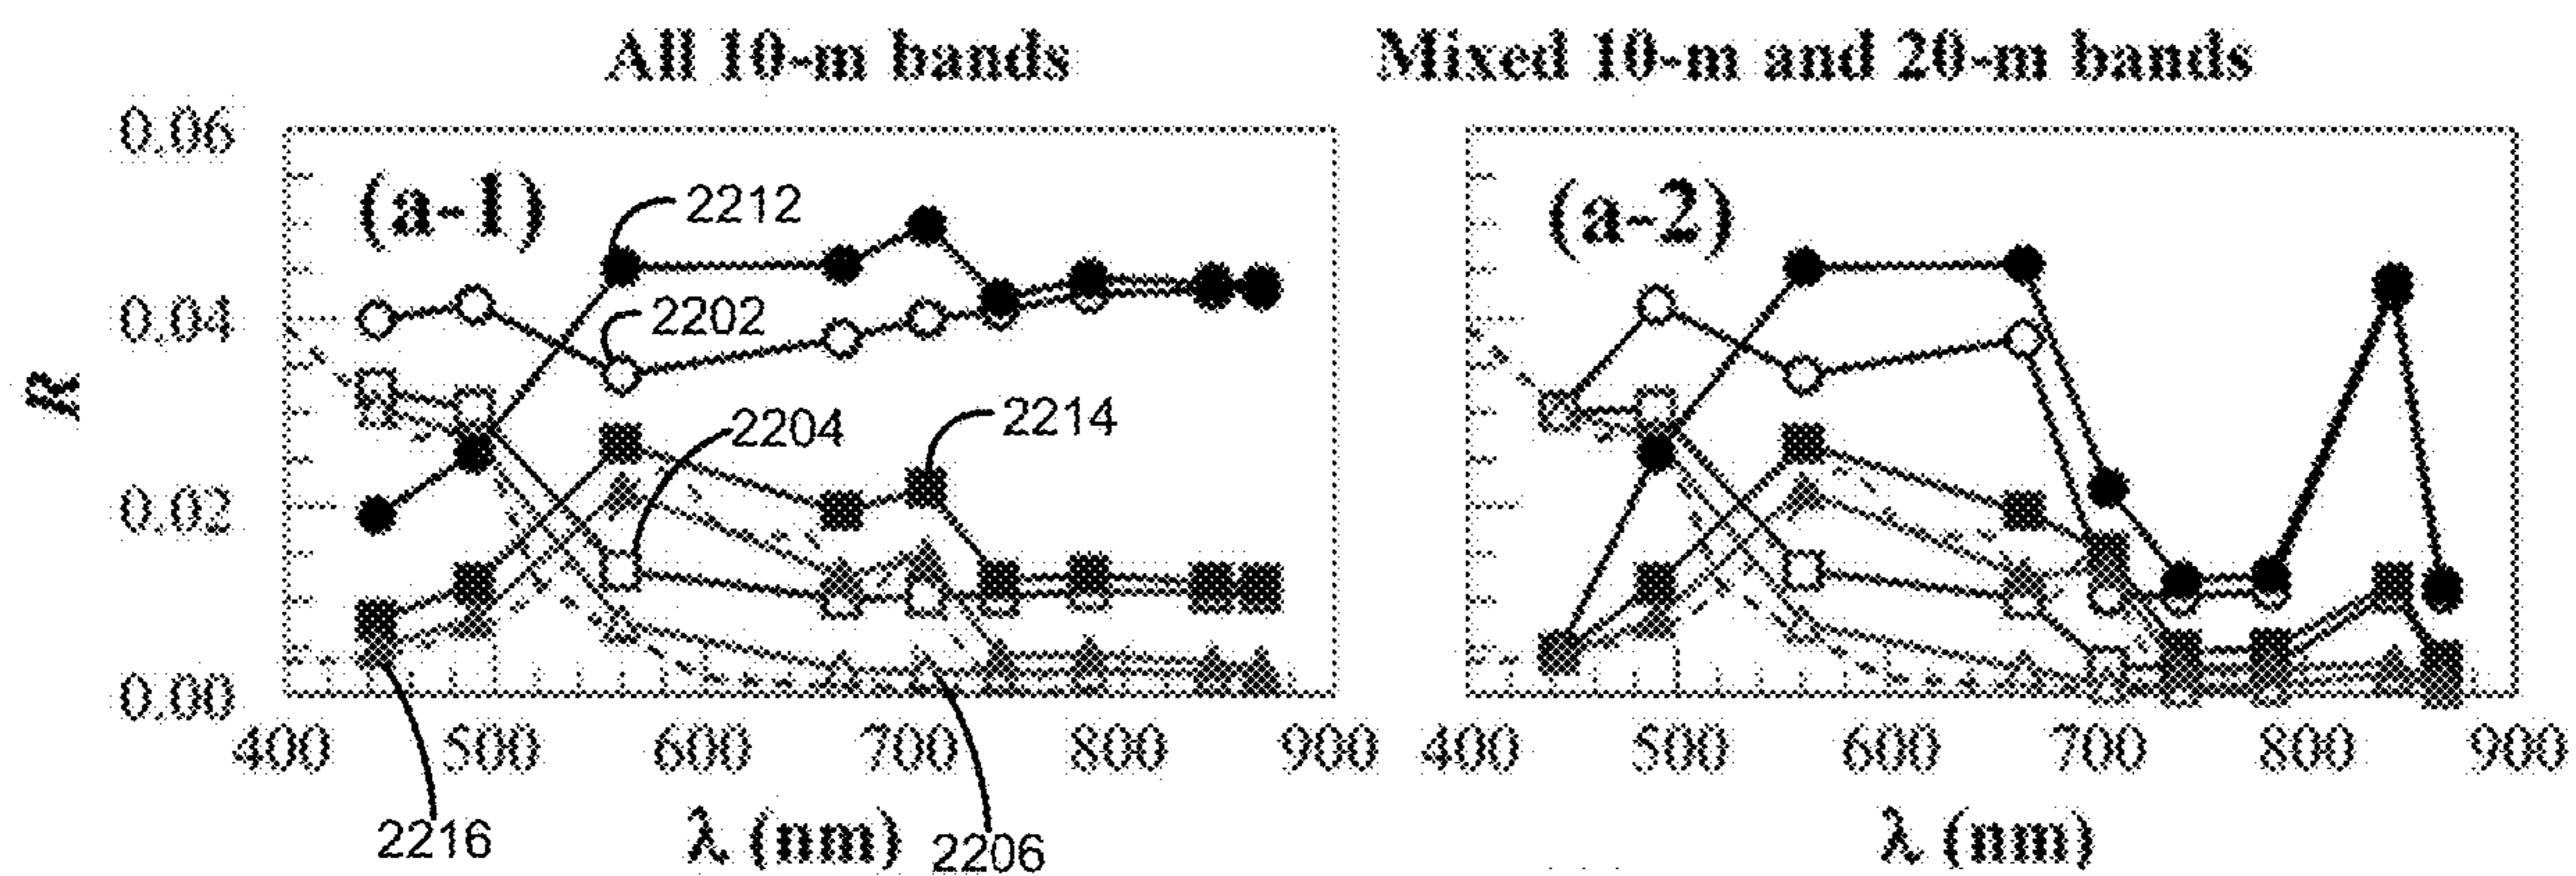 All 10-m bands
Mixed 10-m and 20-m bands
0.06
0.04
0.02
0.00
R
(a-1)
2212
2202
2204
2214
(a-2)
400 500 600 700 800 900
400 500 600 700 800 900
2216
λ (nm)
2206
λ (nm)